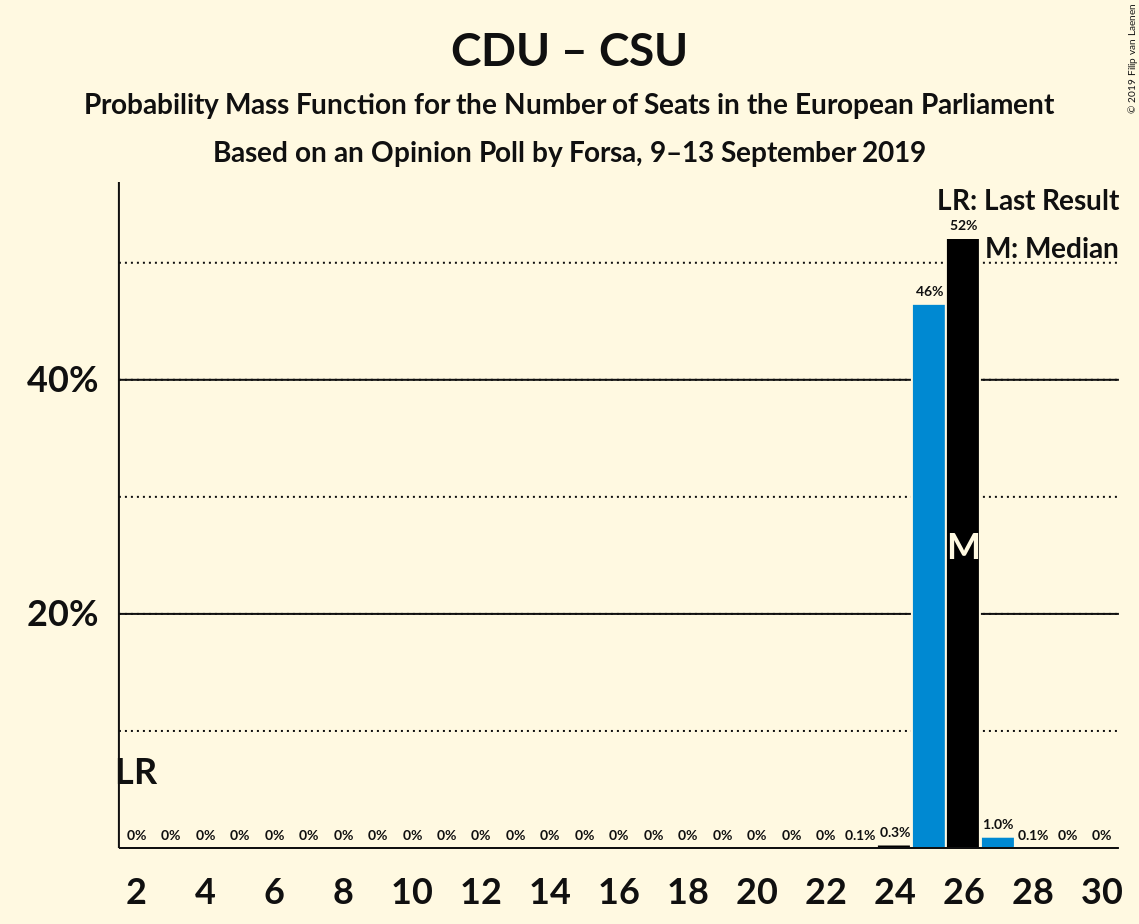 CDU – CSU
Probability Mass Function for the Number of Seats in the European Parliament
Based on an Opinion Poll by Forsa, 9–13 September 2019
© 2019 Filip van Laenen
LR: Last Result
M: Median
52%
46%
40%
M
20%
LR
0% 0% 0% 0% 0% 0% 0% 0% 0% 0% 0% 0% 0% 0% 0% 0% 0% 0% 0% 0% 0% 0.1% 0.3% 1.0% 0.1% 0% 0%
2 4 6 8 10 12 14 16 18 20 22 24 26 28 30